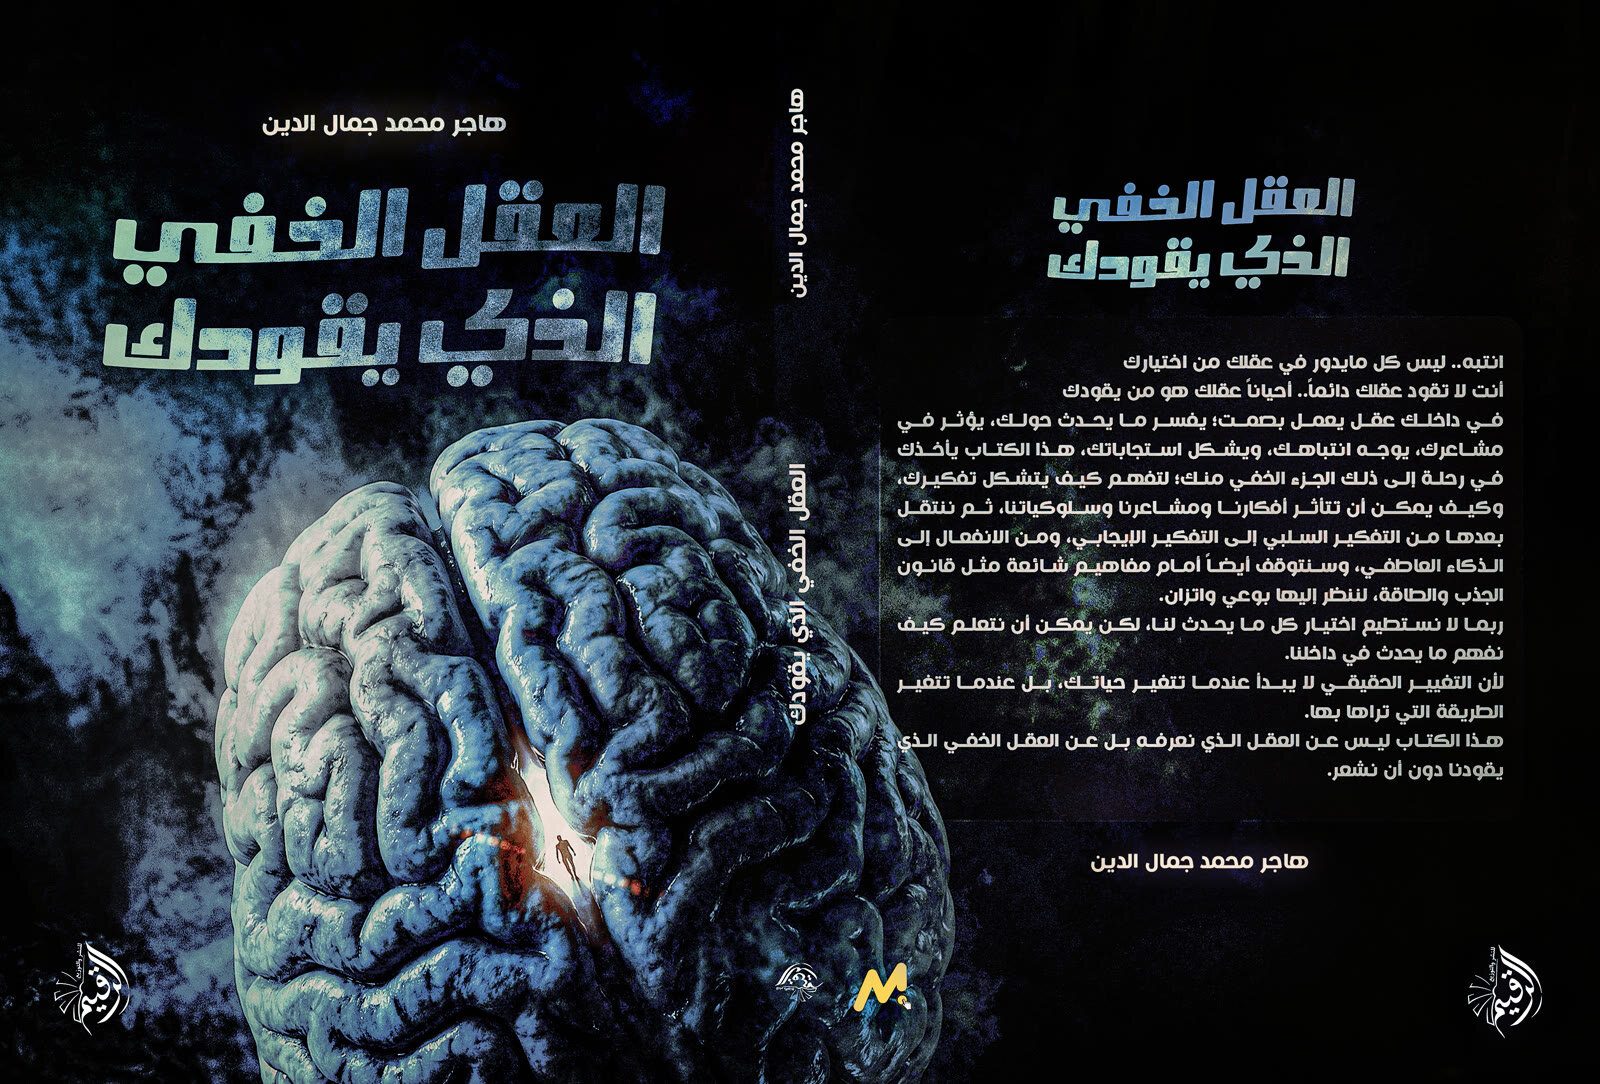 هاجر محمد جمال الدين
العقل الخفي
الذي يقودك
هاجر محمد جمال الدين
العقل الخفي الذي يقودك
العقل الخفي
الذي يقودك
انتبه.. ليس كل مايدور في عقلك من اختيارك
أنت لا تقود عقلك دائماً.. أحياناً عقلك هو من يقودك
في داخلك عقل يعمل بصمت؛ يفسر ما يحدث حولك، يؤثر في
مشاعرك، يوجه انتباهك، ويشكل استجاباتك، هذا الكتاب يأخذك
في رحلة إلى ذلك الجزء الخفي منك؛ لتفهم كيف يتشكل تفكيرك،
وكيف يمكن أن تتأثر أفكارنا ومشاعرنا وسلوكياتنا، ثم ننتقل
بعدها من التفكير السلبي إلى التفكير الإيجابي، ومن الانفعال إلى
الذكاء العاطفي، وسنتوقف أيضاً أمام مفاهيم شائعة مثل قانون
الجذب والطاقة، لننظر إليها بوعي واتزان.
ربما لا نستطيع اختيار كل ما يحدث لنا، لكن يمكن أن نتعلم كيف
نفهم ما يحدث في داخلنا.
لأن التغيير الحقيقي لا يبدأ عندما تتغير حياتك، بل عندما تتغير
الطريقة التي تراها بها.
هذا الكتاب ليس عن العقل الذي نعرفه بل عن العقل الخفي الذي
يقودنا دون أن نشعر.
هاجر محمد جمال الدين
الرقيم
للنشر والتوزيع
M
الرقيم
للنشر والتوزيع